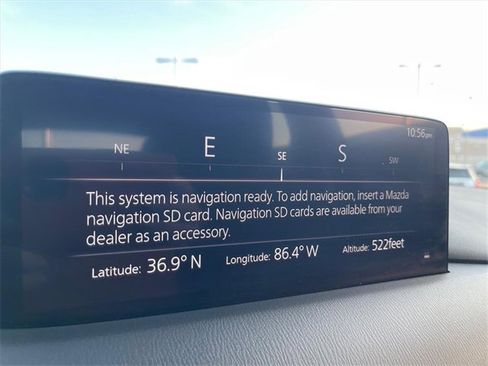 10:56pm
NE E SE S SW
This system is navigation ready. To add navigation, insert a Mazda
navigation SD card. Navigation SD cards are available from your
dealer as an accessory.
Latitude: 36.9° N Longitude: 86.4° W Altitude: 522feet